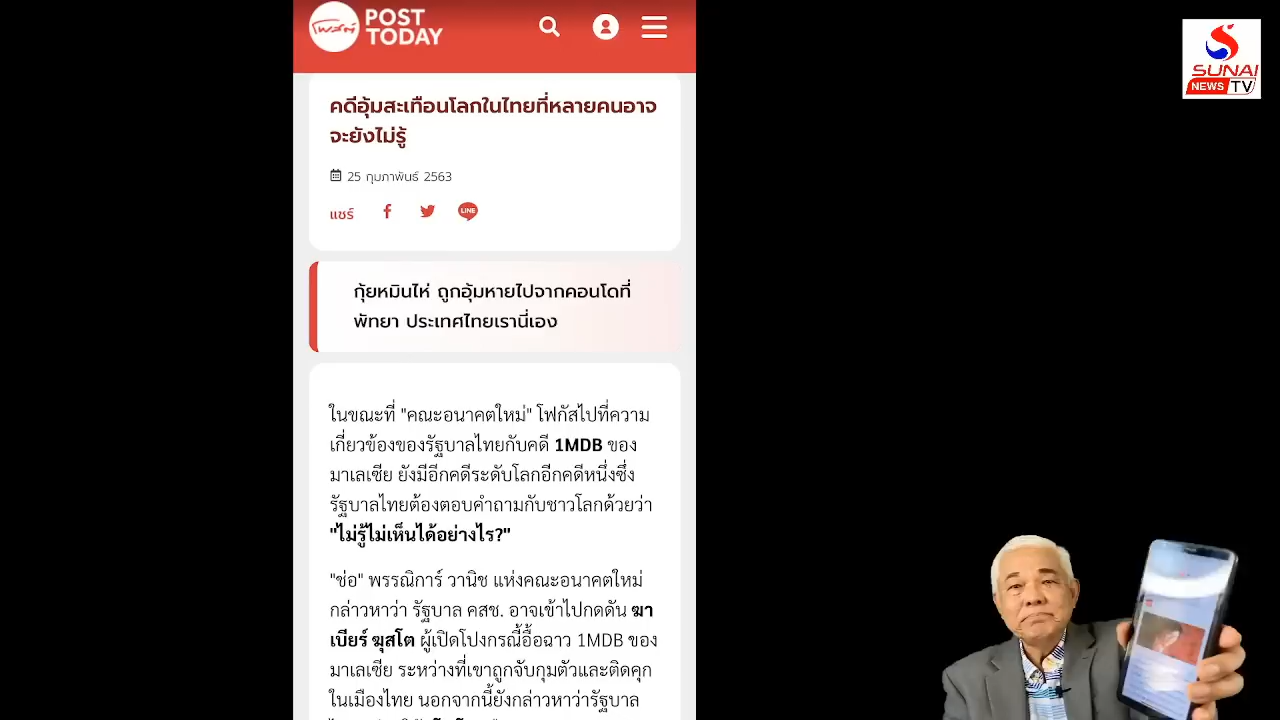 โพสต์
POST
TODAY
SUNAI
NEWS TV
คดีอุ้มสะเทือนโลกในไทยที่หลายคนอาจ
จะยังไม่รู้
25 กุมภาพันธ์ 2563
แชร์
LINE
กุ้ยหมินไห่ ถูกอุ้มหายไปจากคอนโดที่
พัทยา ประเทศไทยเรานี่เอง
ในขณะที่ "คณะอนาคตใหม่" โฟกัสไปที่ความ
เกี่ยวข้องของรัฐบาลไทยกับคดี 1MDB ของ
มาเลเซีย ยังมีอีกคดีระดับโลกอีกคดีหนึ่งซึ่ง
รัฐบาลไทยต้องตอบคำถามกับชาวโลกด้วยว่า
"ไม่รู้ไม่เห็นได้อย่างไร?"
"ช่อ" พรรณิการ์ วานิช แห่งคณะอนาคตใหม่
กล่าวหาว่า รัฐบาล คสช. อาจเข้าไปกดดัน ฆา
เบียร์ ฆุสโต ผู้เปิดโปงกรณี้อื้อฉาว 1MDB ของ
มาเลเซีย ระหว่างที่เขาถูกจับกุมตัวและติดคุก
ในเมืองไทย นอกจากนี้ยังกล่าวหาว่ารัฐบาล